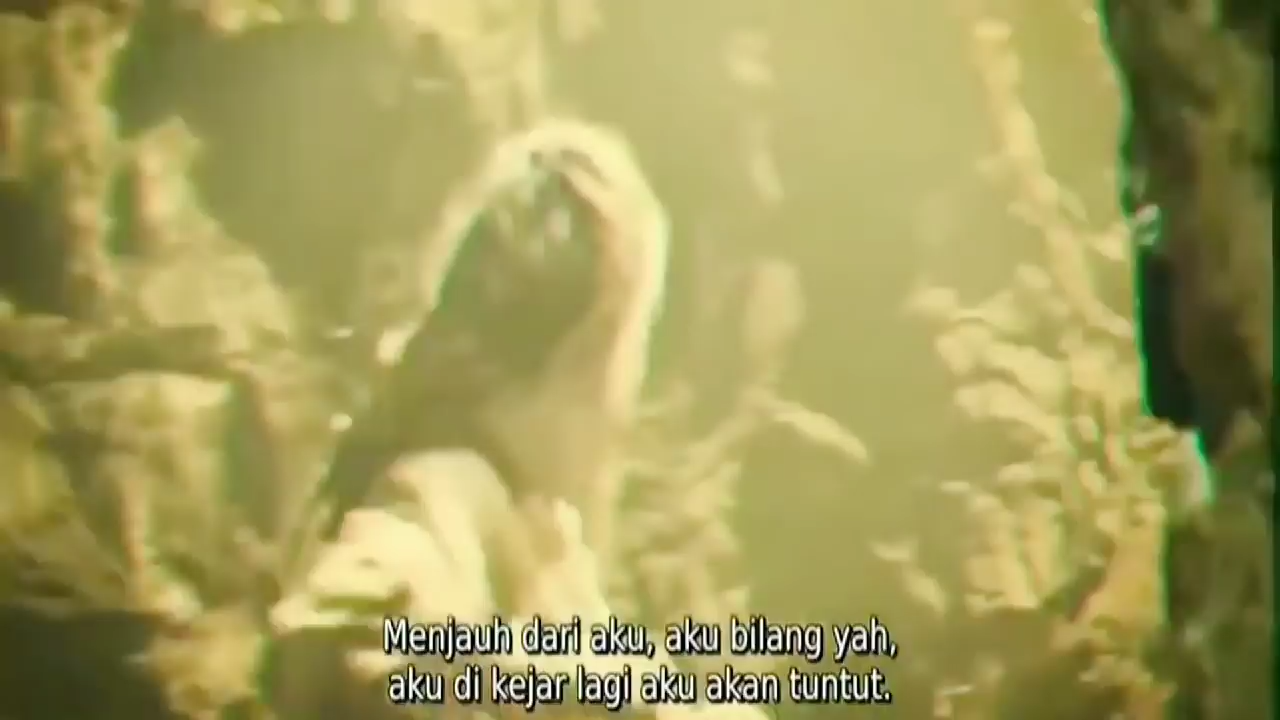 Menjauh dari aku, aku bilang yah,
aku di kejar lagi aku akan tuntut.